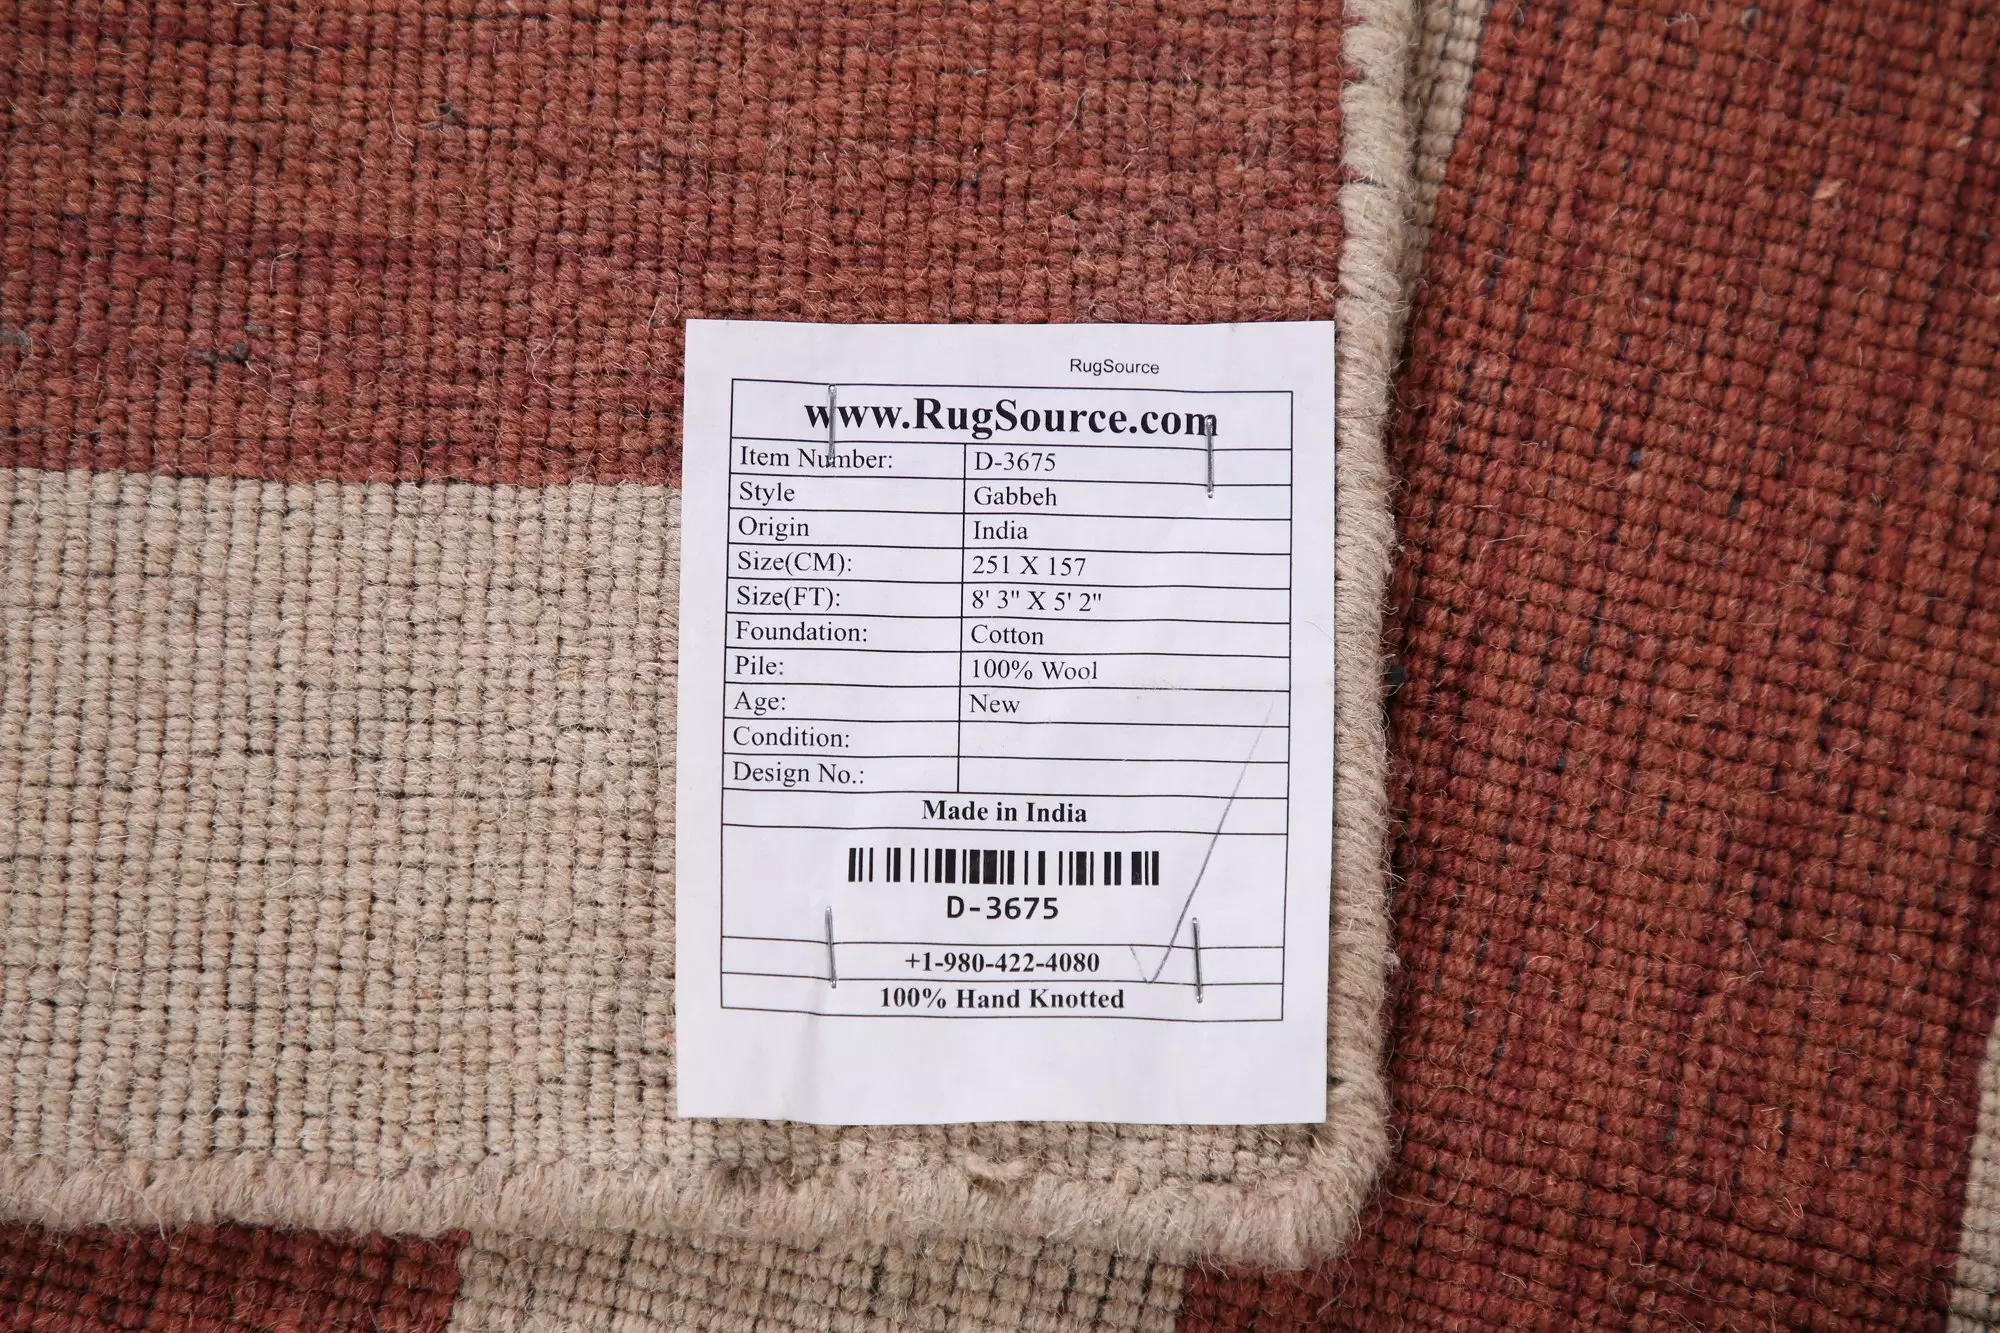 RugSource
www.RugSource.com
Item Number: D-3675
Style Gabbeh
Origin India
Size(CM): 251 X 157
Size(FT): 8' 3" X 5' 2"
Foundation: Cotton
Pile: 100% Wool
Age: New
Condition:
Design No.:
Made in India
D-3675
+1-980-422-4080
100% Hand Knotted